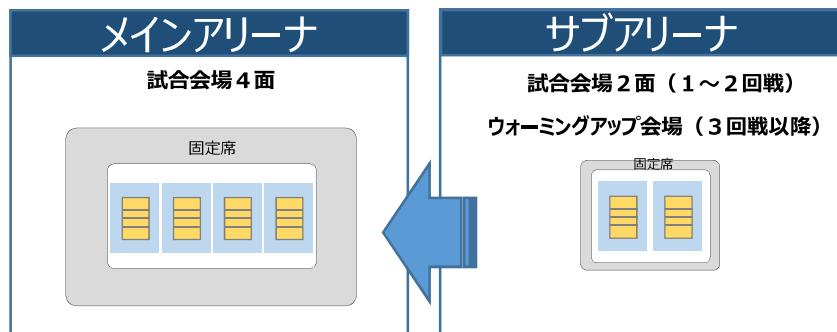 メインアリーナ
試合会場４面
固定席
サブアリーナ
試合会場２面（１～２回戦）
ウォーミングアップ会場（３回戦以降）
固定席